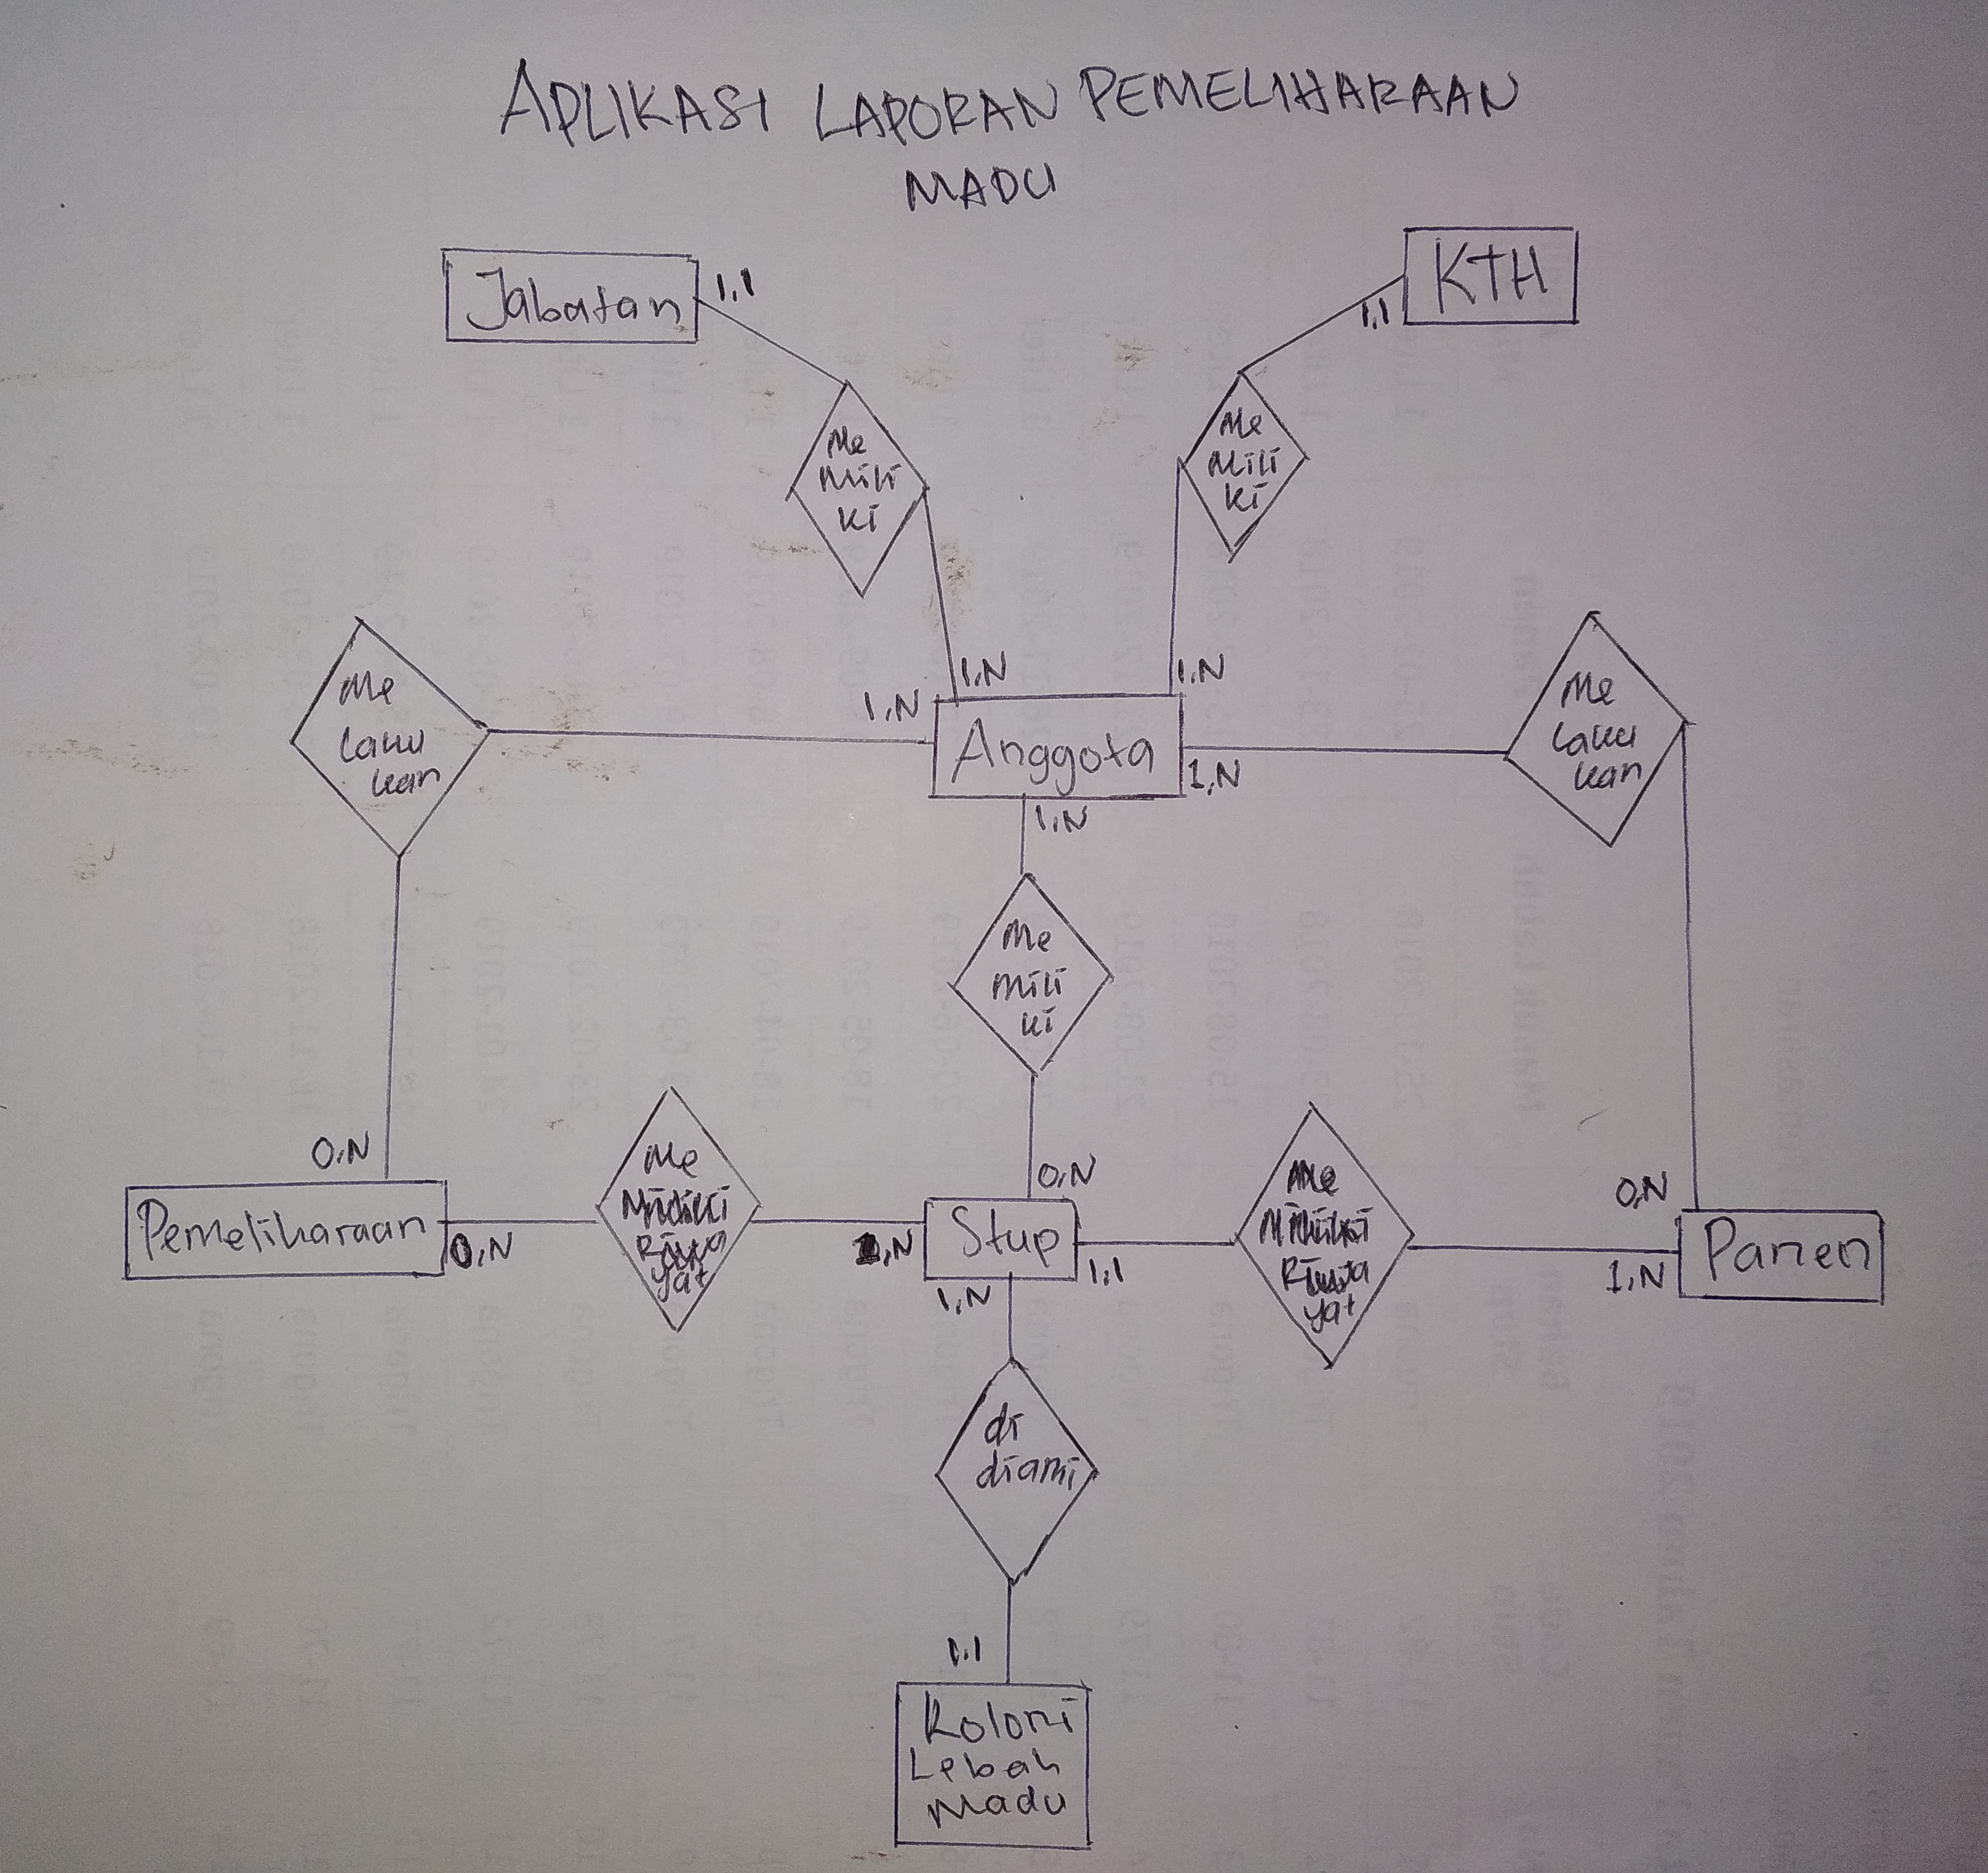 APLIKASI LAPORAN PEMELIHARAAN
MADU
Jabatan
1,1
KTH
1,1
Me
Mili
ki
Me
Mili
ki
1,N
1,N
Me
Laku
kan
1,N
Anggota
1,N
Me
Laku
kan
1,N
Me
mili
ki
0,N
0,N
0,N
Pemeliharaan
0,N
Me
Miliki
Riwa
yat
,N
Stup
1,1
Me
Miliki
Riwa
yat
1,N
Panen
1,N
di
diami
1,1
Koloni
Lebah
Madu